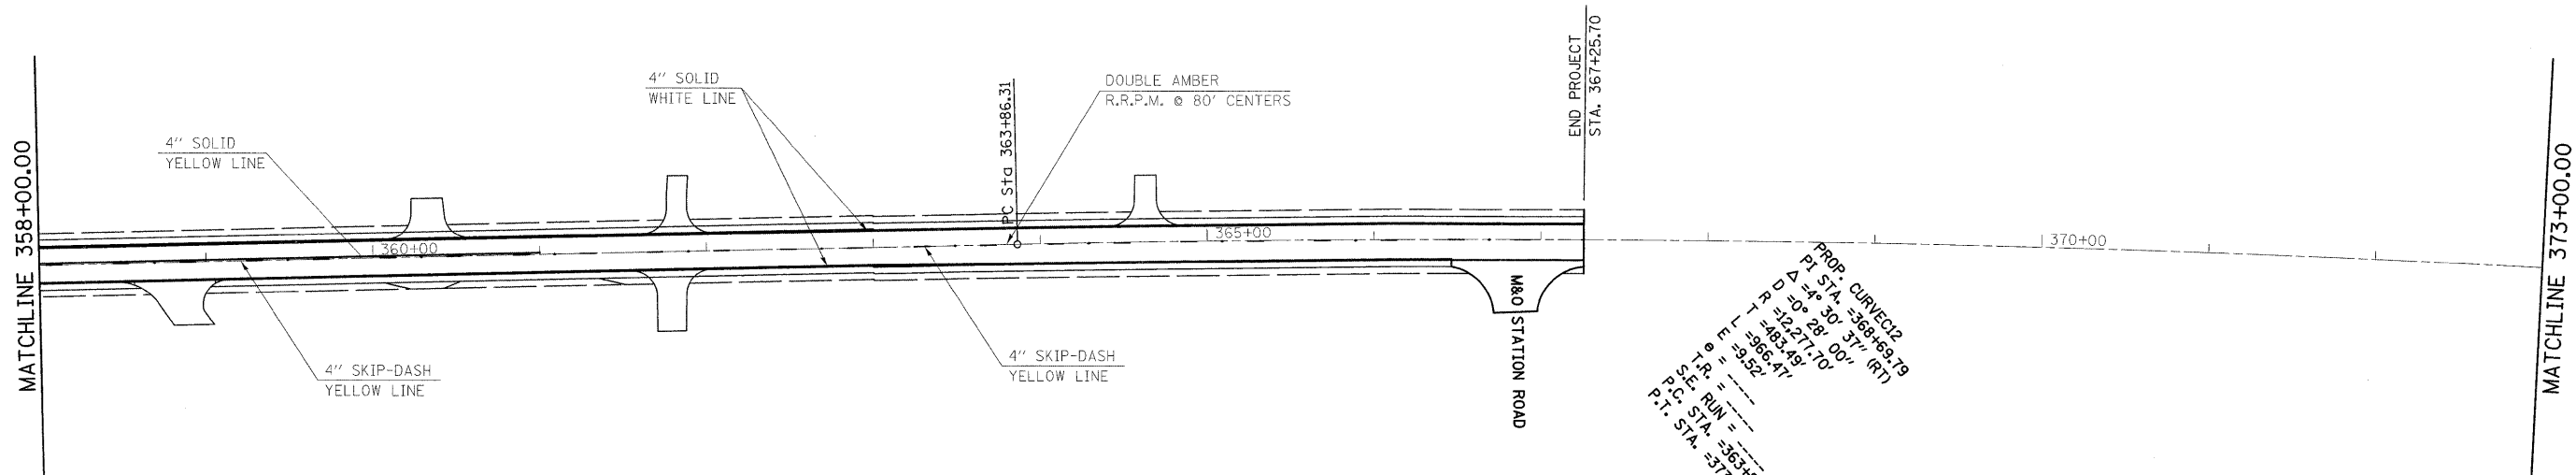 MATCHLINE 358+00.00
4" SOLID
YELLOW LINE
4" SKIP-DASH
YELLOW LINE
360+00
4" SOLID
WHITE LINE
PC Sta 363+86.31
DOUBLE AMBER
R.R.P.M. @ 80' CENTERS
4" SKIP-DASH
YELLOW LINE
365+00
END PROJECT
STA. 367+25.70
M&O STATION ROAD
PROP. CURVEC12
PI STA. =368+69.79
Δ =4° 30' 37" (RT)
D =0° 28' 00"
R =12,277.70'
T =483.49'
L =966.47'
E =9.52'
e = -----
T.R. = -----
S.E. RUN = -----
P.C. STA. =363+
P.T. STA. =373
370+00
MATCHLINE 373+00.00